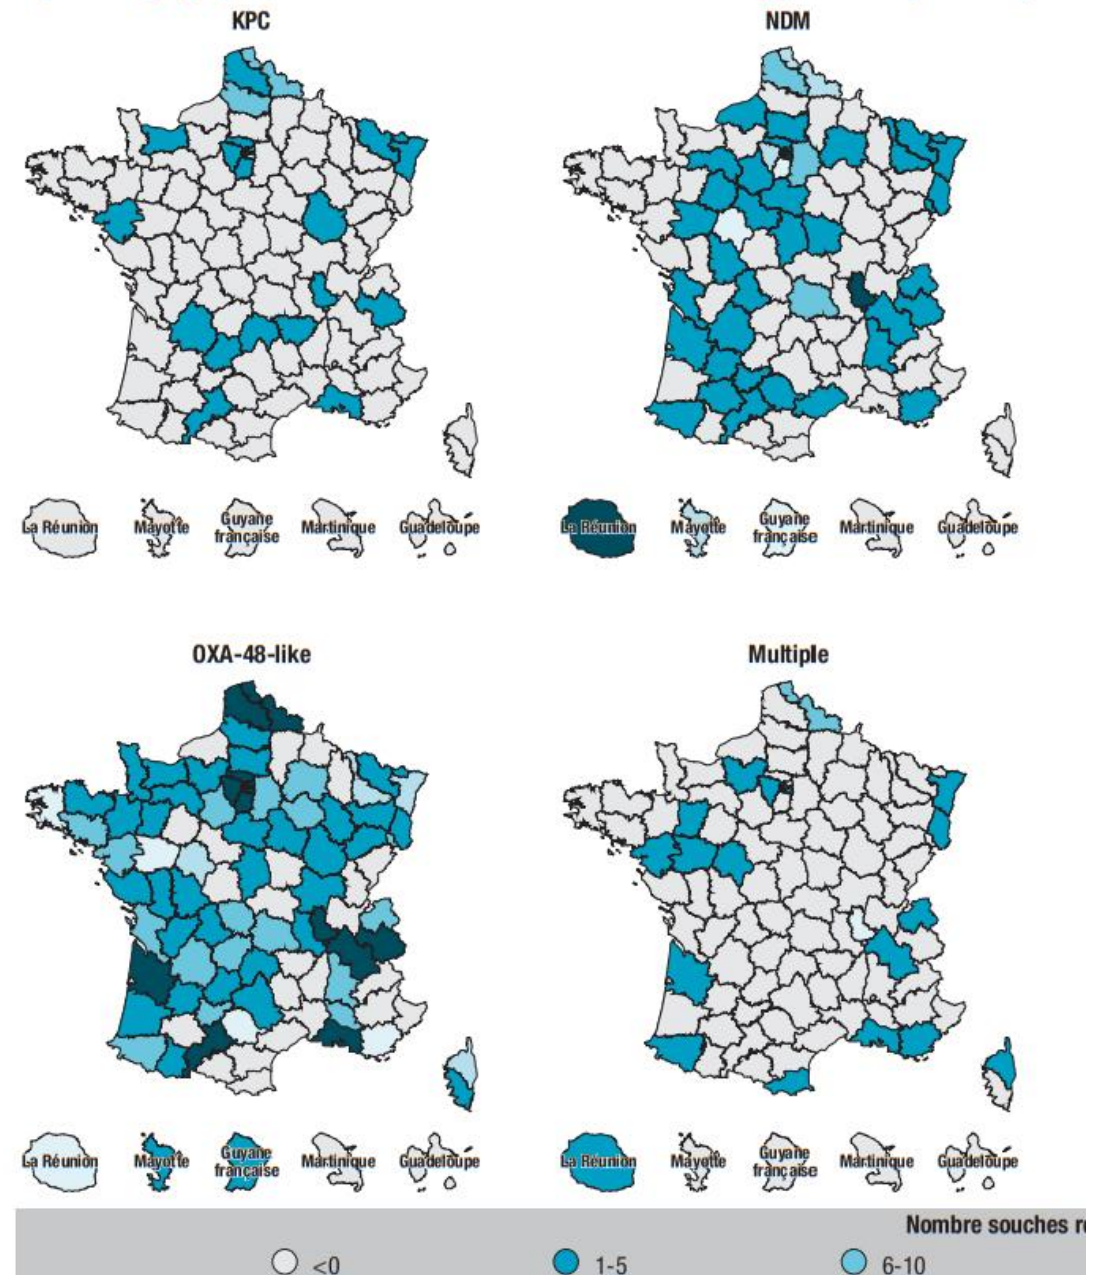 KPC
NDM
La Réunion
Mayotte
Guyane
française
Martinique
Guadeloupe
La Réunion
Mayotte
Guyane
française
Martinique
Guadeloupe
OXA-48-like
Multiple
La Réunion
Mayotte
Guyane
française
Martinique
Guadeloupe
La Réunion
Mayotte
Guyane
française
Martinique
Guadeloupe
Nombre souches
<0
1-5
6-10